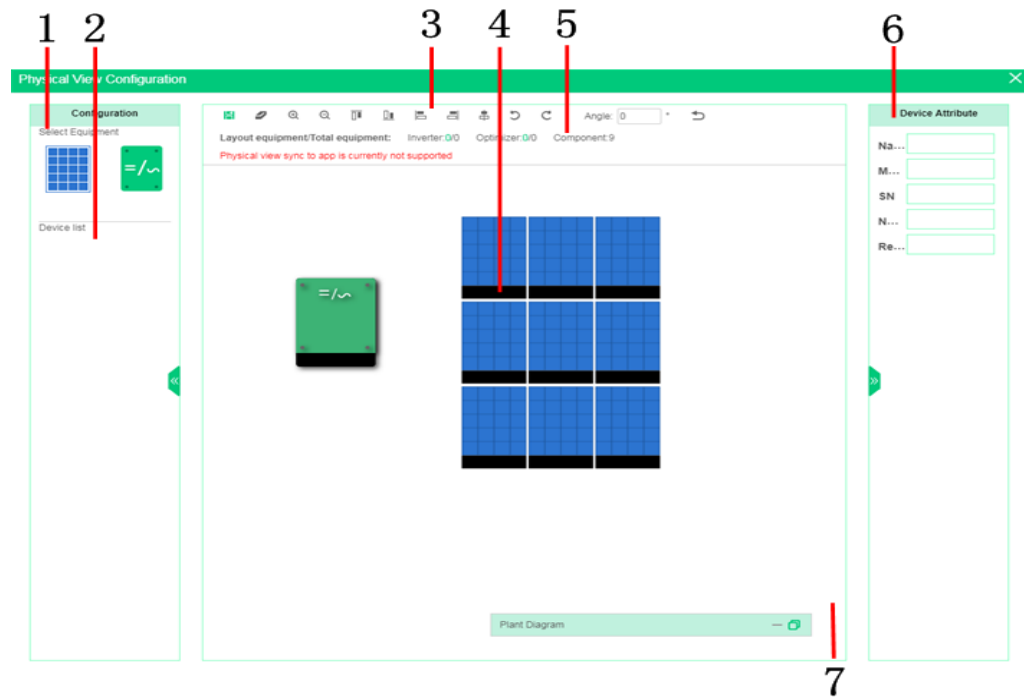 1 2 3 4 5 6
Physical View Configuration
Configuration
Select Equipment
=/~
Device list
Angle: 0 °
Layout equipment/Total equipment: Inverter:0/0 Optimizer:0/0 Component:9
Physical view sync to app is currently not supported
=/~
Plant Diagram
Device Attribute
Na...
M...
SN
N...
Re...
7